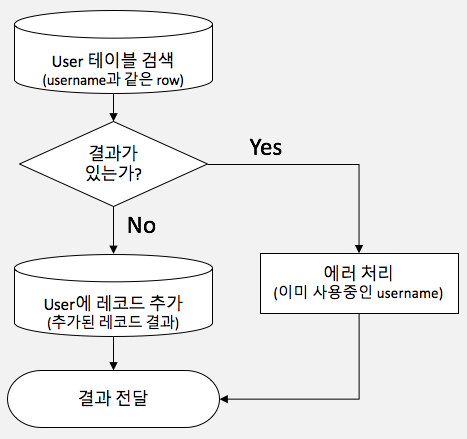 User 테이블 검색
(username과 같은 row)
결과가
있는가?
Yes
No
User에 레코드 추가
(추가된 레코드 결과)
에러 처리
(이미 사용중인 username)
결과 전달